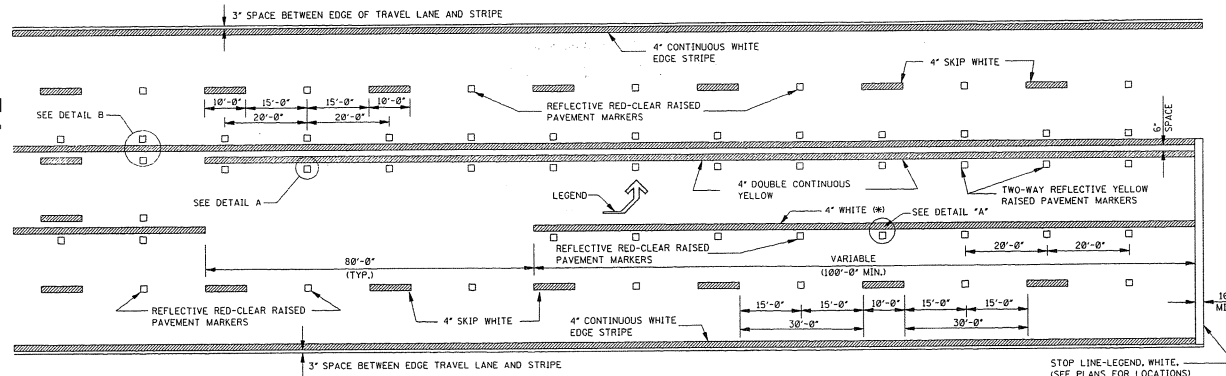 3" SPACE BETWEEN EDGE OF TRAVEL LANE AND STRIPE
4" CONTINUOUS WHITE
EDGE STRIPE
4" SKIP WHITE
10'-0"
15'-0"
15'-0"
10'-0"
20'-0"
20'-0"
REFLECTIVE RED-CLEAR RAISED
PAVEMENT MARKERS
SEE DETAIL B
6"
SPACE
SEE DETAIL A
LEGEND
4" DOUBLE CONTINUOUS
YELLOW
TWO-WAY REFLECTIVE YELLOW
RAISED PAVEMENT MARKERS
4" WHITE (*)
SEE DETAIL "A"
REFLECTIVE RED-CLEAR RAISED
PAVEMENT MARKERS
20'-0"
20'-0"
80'-0"
(TYP.)
VARIABLE
(100'-0" MIN.)
REFLECTIVE RED-CLEAR RAISED
PAVEMENT MARKERS
4" SKIP WHITE
4" CONTINUOUS WHITE
EDGE STRIPE
15'-0"
15'-0"
10'-0"
15'-0"
15'-0"
30'-0"
30'-0"
3" SPACE BETWEEN EDGE TRAVEL LANE AND STRIPE
STOP LINE-LEGEND, WHITE,
(SEE PLANS FOR LOCATIONS)